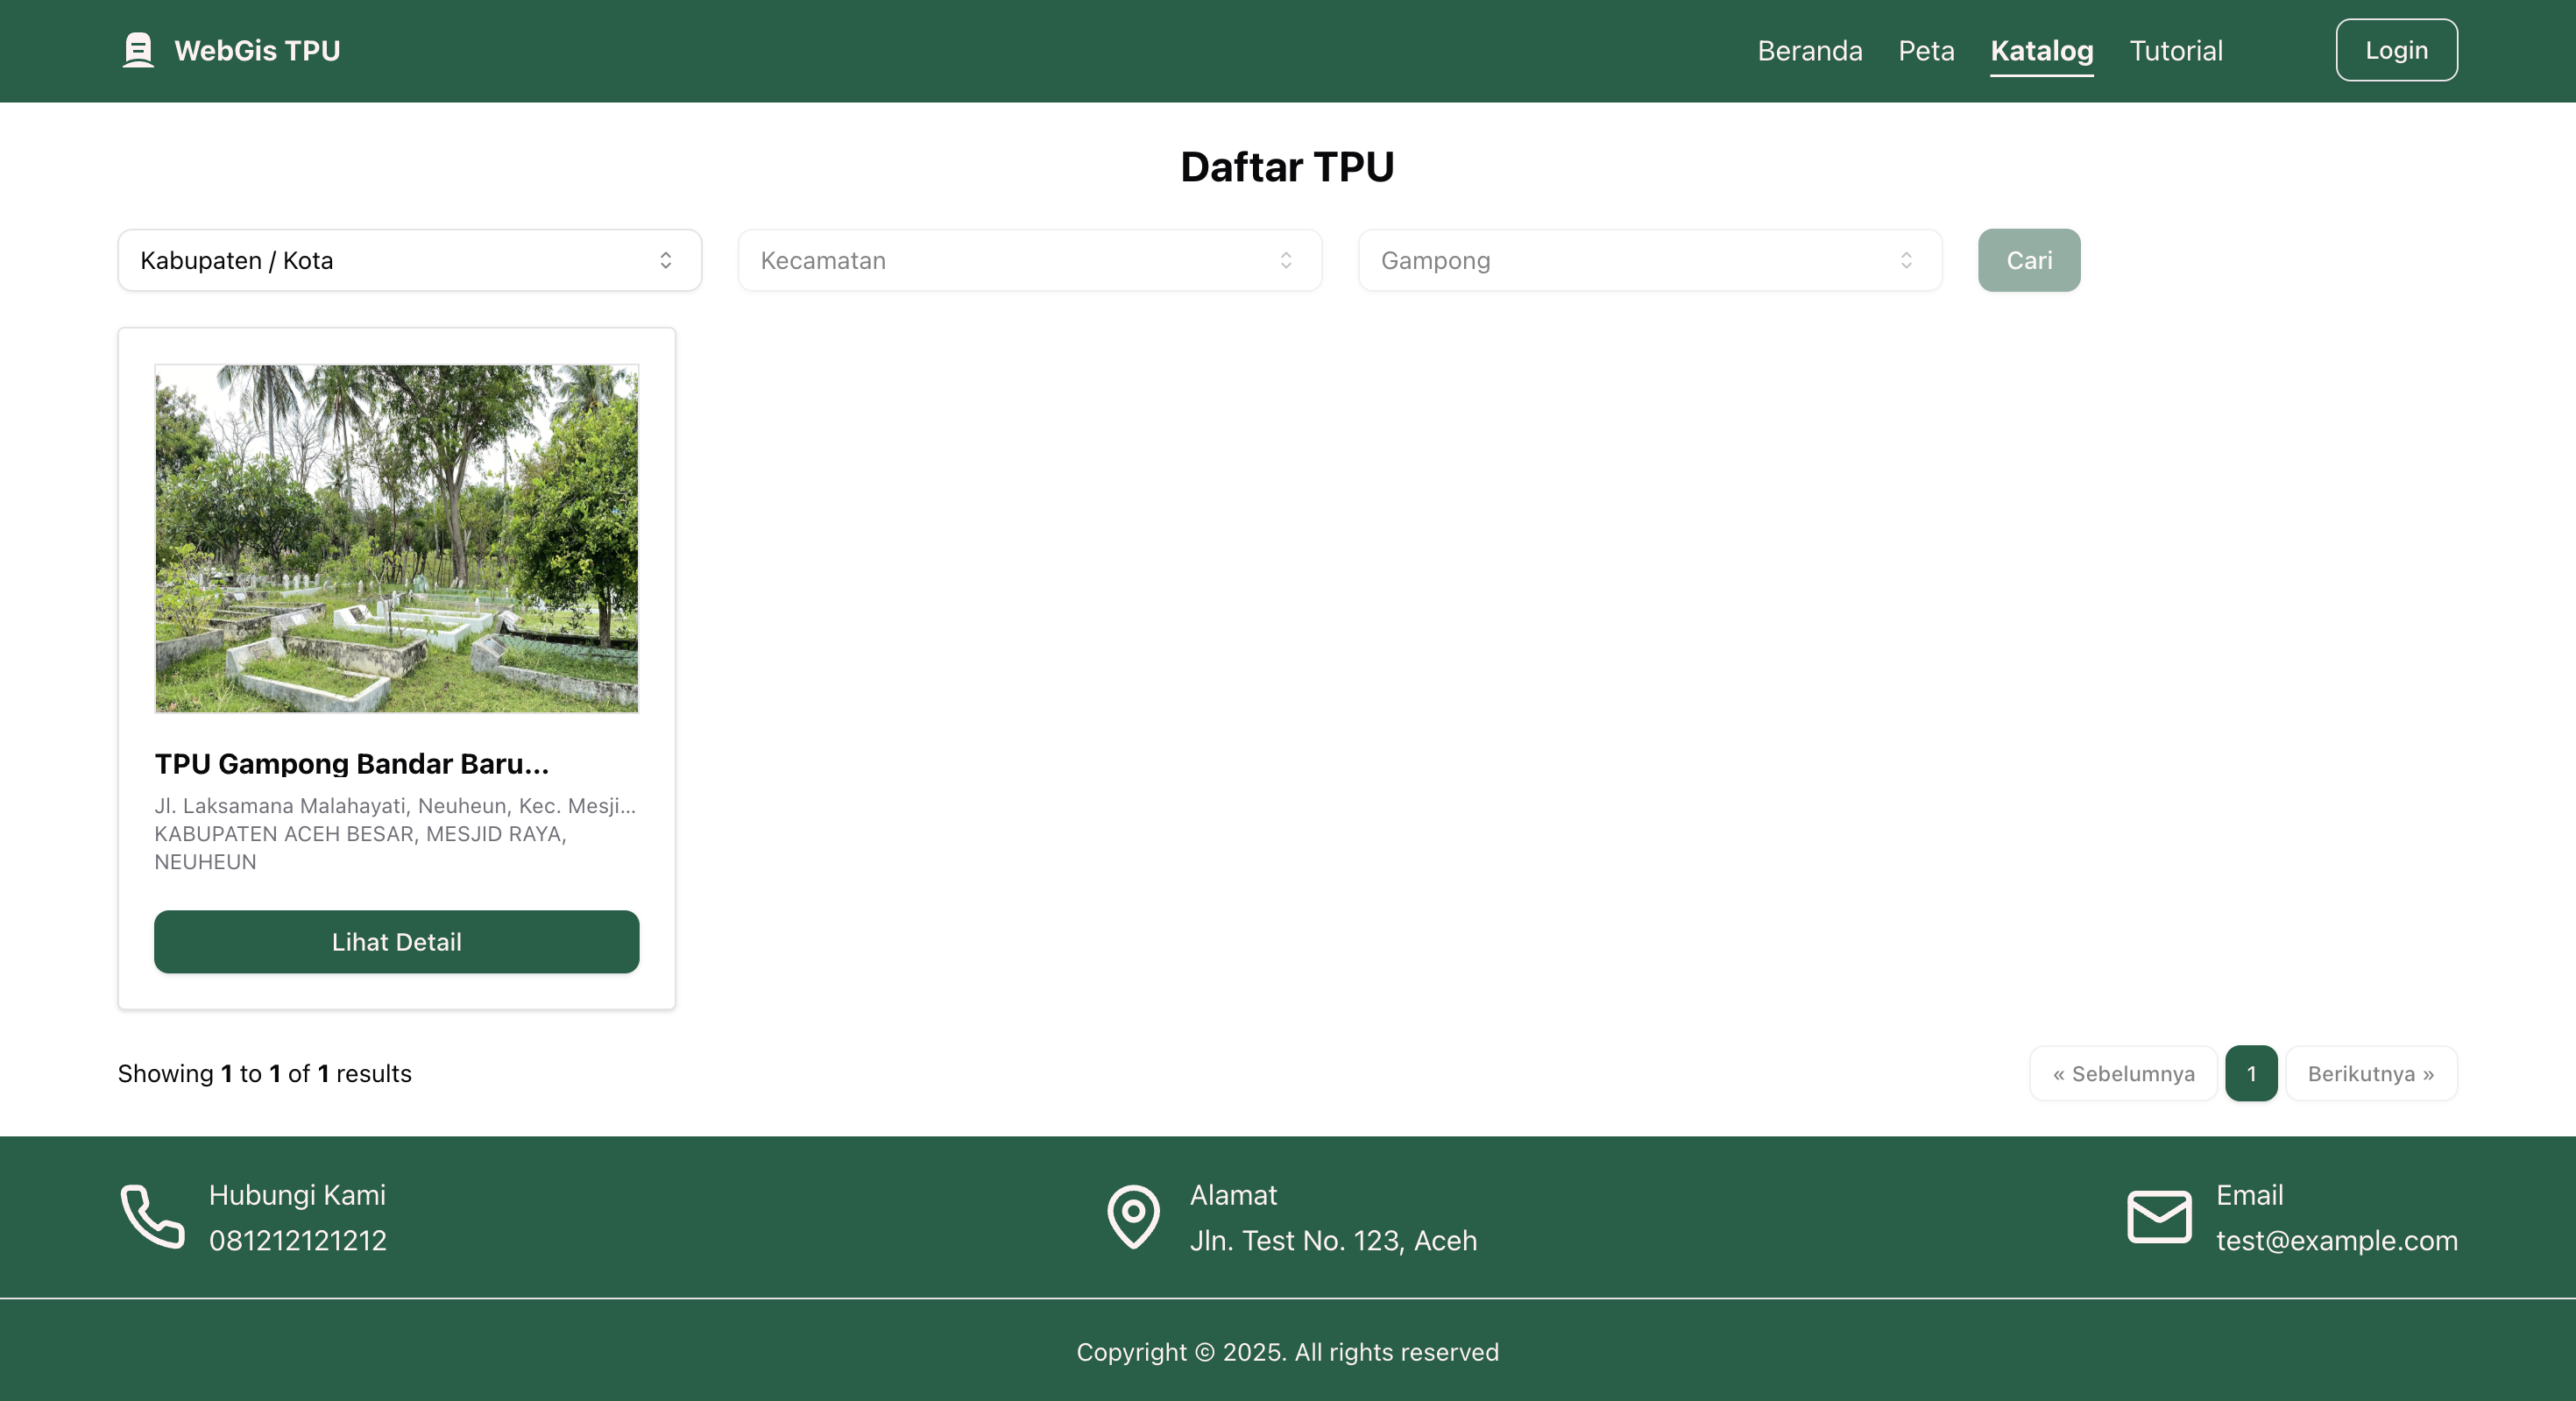 WebGis TPU
Beranda Peta Katalog Tutorial Login
Daftar TPU
Kabupaten / Kota Kecamatan Gampong Cari
TPU Gampong Bandar Baru...
Jl. Laksamana Malahayati, Neuheun, Kec. Mesji...
KABUPATEN ACEH BESAR, MESJID RAYA,
NEUHEUN
Lihat Detail
Showing 1 to 1 of 1 results
« Sebelumnya 1 Berikutnya »
Hubungi Kami
081212121212
Alamat
Jln. Test No. 123, Aceh
Email
test@example.com
Copyright © 2025. All rights reserved